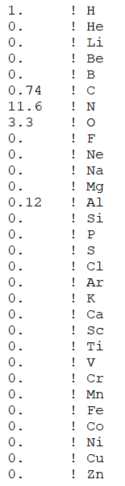 1. ! H
0. ! He
0. ! Li
0. ! Be
0. ! B
0.74 ! C
11.6 ! N
3.3 ! O
0. ! F
0. ! Ne
0. ! Na
0. ! Mg
0.12 ! Al
0. ! Si
0. ! P
0. ! S
0. ! Cl
0. ! Ar
0. ! K
0. ! Ca
0. ! Sc
0. ! Ti
0. ! V
0. ! Cr
0. ! Mn
0. ! Fe
0. ! Co
0. ! Ni
0. ! Cu
0. ! Zn